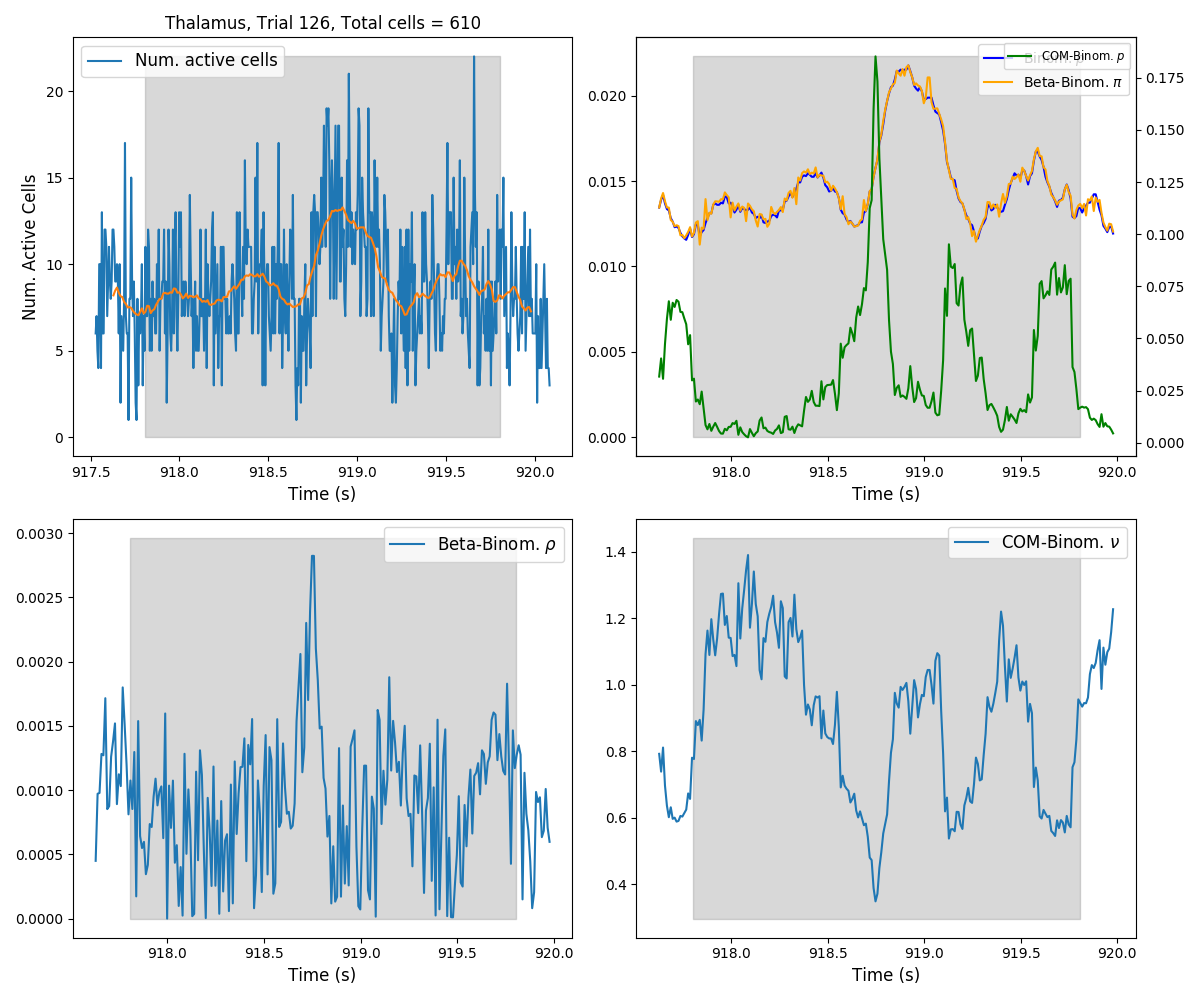 Thalamus, Trial 126, Total cells = 610
Num. active cells
Num. Active Cells
20
15
10
5
0
917.5 918.0 918.5 919.0 919.5 920.0
Time (s)
COM-Binom. p
Binom. p
Beta-Binom. π
0.020
0.015
0.010
0.005
0.000
0.175
0.150
0.125
0.100
0.075
0.050
0.025
0.000
918.0 918.5 919.0 919.5 920.0
Time (s)
Beta-Binom. ρ
0.0030
0.0025
0.0020
0.0015
0.0010
0.0005
0.0000
918.0 918.5 919.0 919.5 920.0
Time (s)
COM-Binom. ν
1.4
1.2
1.0
0.8
0.6
0.4
918.0 918.5 919.0 919.5 920.0
Time (s)